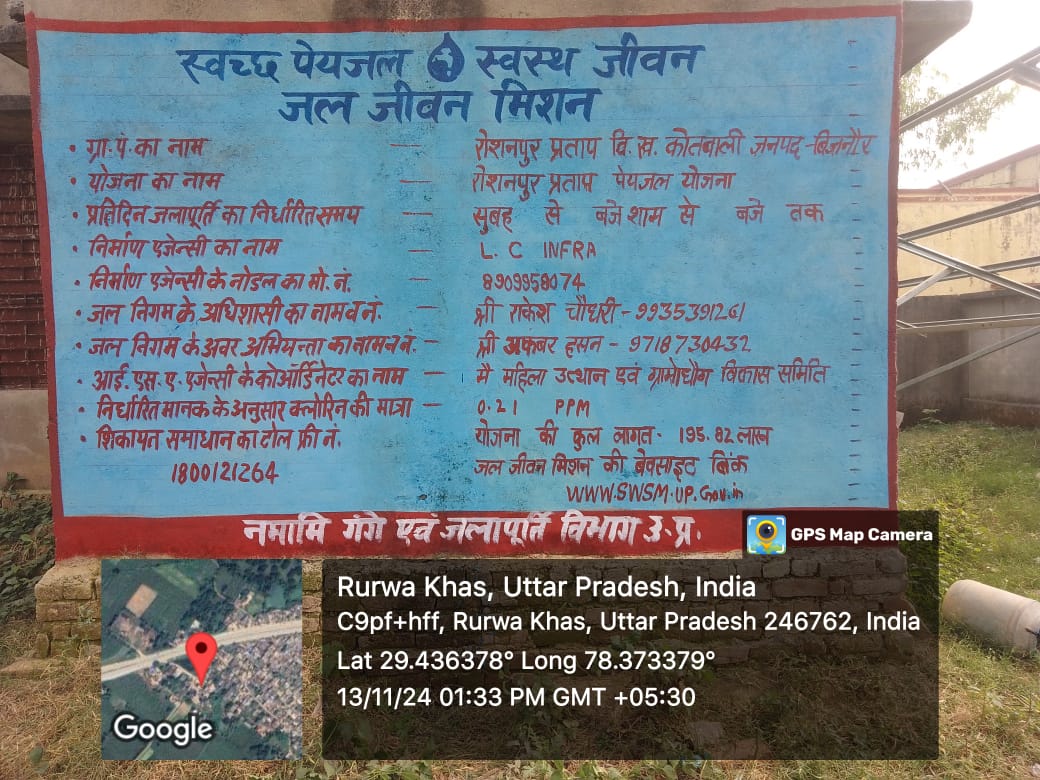 स्वच्छ पेयजल स्वस्थ जीवन
जल जीवन मिशन
• ग्रा.पं.का नाम — रोशनपुर प्रताप वि.ख. कोतवाली जनपद-बिजनौर
• योजना का नाम — रोशनपुर प्रताप पेयजल योजना
• प्रतिदिन जलापूर्ति का निर्धारित समय — सुबह से बजे शाम से बजे तक
• निर्माण एजेन्सी का नाम — L. C INFRA
• निर्माण एजेन्सी के नोडल का मो. नं. — 8909958074
• जल निगम के अधिशासी का नाम व नं. — श्री राकेश चौधरी - 9935391261
• जल निगम के अवर अभियन्ता का नाम व नं. — श्री अकबर हसन - 9718730432
• आई. एस. ए. एजेन्सी के कोऑर्डिनेटर का नाम — मै महिला उत्थान एवं ग्रामोधौग विकास समिति
• निर्धारित मानक के अनुसार क्लोरिन की मात्रा — 0.21 PPM
• शिकायत समाधान का टोल फ्री नं. योजना की कुल लागत - 195.82 लाख
1800121264 जल जीवन मिशन की बेवसाइट लिंक
WWW.SWSM.UP.Gov.in
नमामि गंगे एवं जलापूर्ति विभाग उ.प्र.
GPS Map Camera
Rurwa Khas, Uttar Pradesh, India
C9pf+hff, Rurwa Khas, Uttar Pradesh 246762, India
Lat 29.436378° Long 78.373379°
13/11/24 01:33 PM GMT +05:30
Google